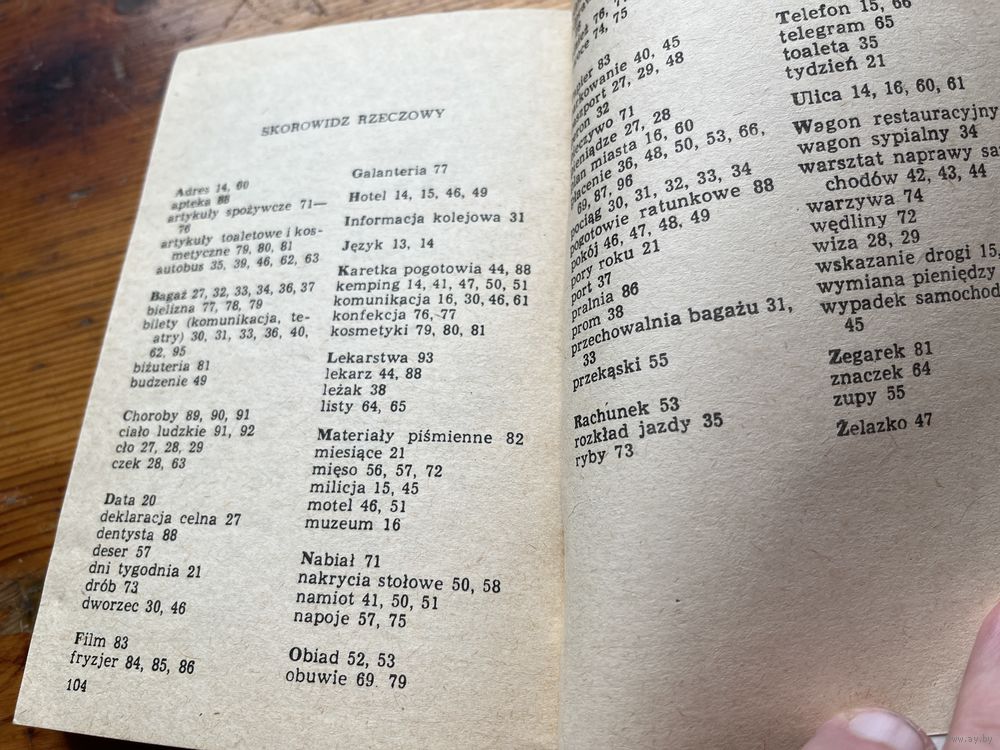 SKOROWIDZ RZECZOWY
Adres 14, 60
apteka 88
artykuły spożywcze 71—
76
artykuły toaletowe i kos-
metyczne 79, 80, 81
autobus 35, 39, 46, 62, 63
Bagaż 27, 32, 33, 34, 36, 37
bielizna 77, 78, 79
bilety (komunikacja, te-
atry) 30, 31, 33, 36, 40,
62, 95
biżuteria 81
budzenie 49
Choroby 89, 90, 91
ciało ludzkie 91, 92
cło 27, 28, 29
czek 28, 63
Data 20
deklaracja celna 27
dentysta 88
deser 57
dni tygodnia 21
drób 73
dworzec 30, 46
Film 83
fryzjer 84, 85, 86
104
Galanteria 77
Hotel 14, 15, 46, 49
Informacja kolejowa 31
Język 13, 14
Karetka pogotowia 44, 88
kemping 14, 41, 47, 50, 51
komunikacja 16, 30, 46, 61
konfekcja 76, 77
kosmetyki 79, 80, 81
Lekarstwa 93
lekarz 44, 88
leżak 38
listy 64, 65
Materiały piśmienne 82
miesiące 21
mięso 56, 57, 72
milicja 15, 45
motel 46, 51
muzeum 16
Nabiał 71
nakrycia stołowe 50, 58
namiot 41, 50, 51
napoje 57, 75
Obiad 52, 53
obuwie 69. 79
76,
74, 75
83
40, 45
27, 29, 48
32
71
27, 28
miasta 16, 60
36, 48, 50, 53, 66,
69, 87, 96
pociąg 30, 31, 32, 33, 34
pogotowie ratunkowe 88
pokój 46, 47, 48, 49
pory roku 21
port 37
pralnia 86
prom 38
przechowalnia bagażu 31,
33
przekąski 55
Rachunek 53
rozkład jazdy 35
ryby 73
Telefon 15, 66
telegram 65
toaleta 35
tydzień 21
Ulica 14, 16, 60, 61
Wagon restauracyjny
wagon sypialny 34
warsztat naprawy sa
chodów 42, 43, 44
warzywa 74
wędliny 72
wiza 28, 29
wskazanie drogi 15,
wymiana pieniędzy
wypadek samochod
45
Zegarek 81
znaczek 64
zupy 55
Żelazko 47
www.ay.by